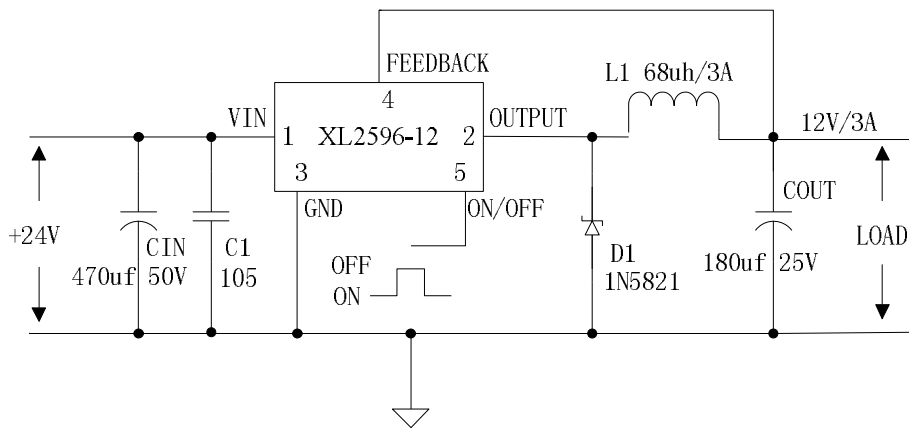 FEEDBACK
L1 68uh/3A
4
VIN
OUTPUT
12V/3A
1
XL2596-12
2
3
5
GND
ON/OFF
COUT
+24V
CIN
C1
OFF
D1
LOAD
470uf 50V
105
ON
1N5821
180uf 25V